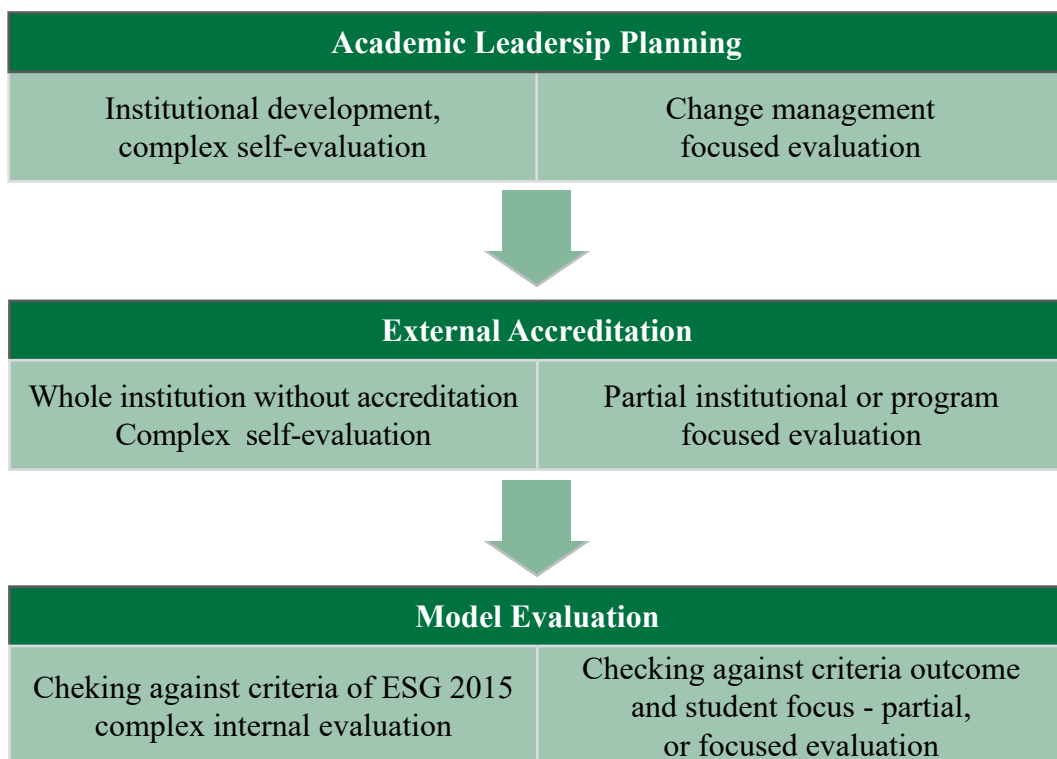 Academic Leadersip Planning
Institutional development,
complex self-evaluation
Change management
focused evaluation
External Accreditation
Whole institution without accreditation
Complex self-evaluation
Partial institutional or program
focused evaluation
Model Evaluation
Cheking against criteria of ESG 2015
complex internal evaluation
Checking against criteria outcome
and student focus - partial,
or focused evaluation